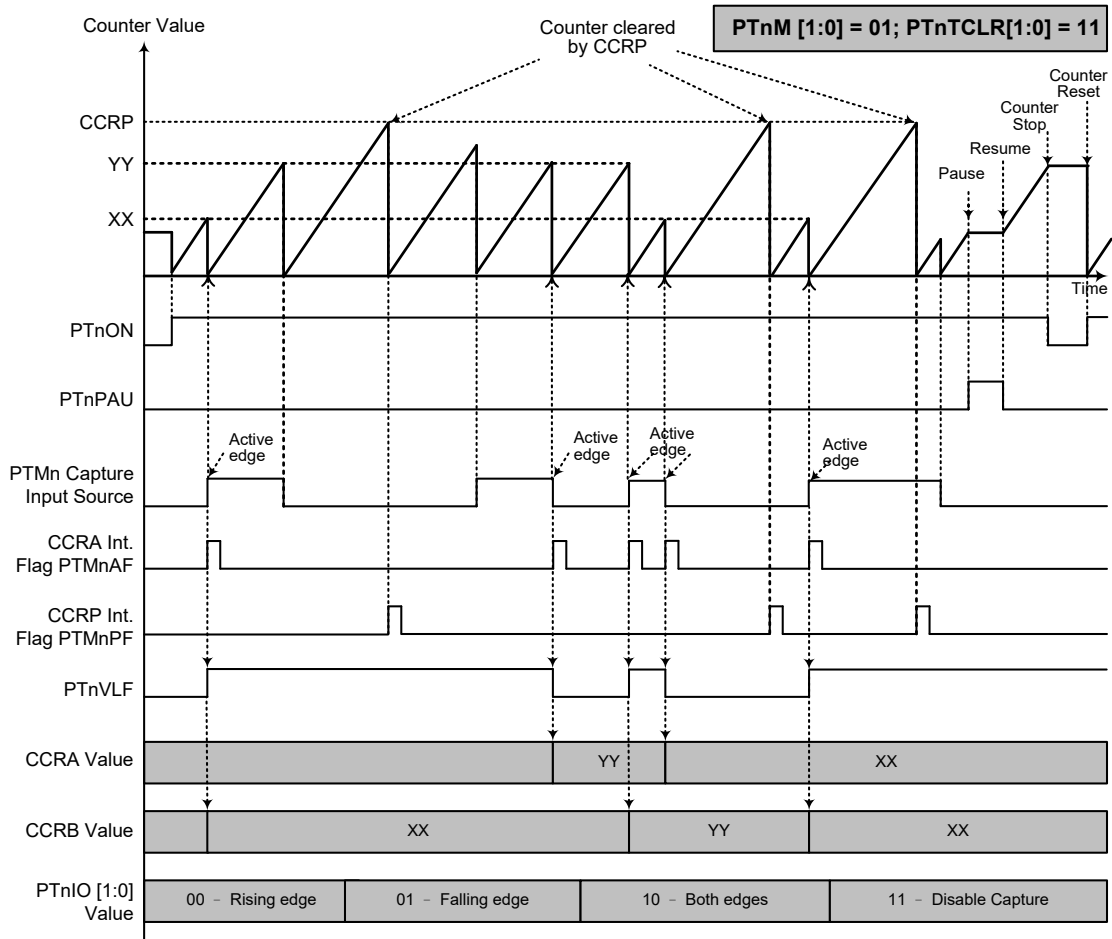 Counter Value
Counter cleared
by CCRP
PTnM [1:0] = 01; PTnTCLR[1:0] = 11
Counter
Reset
Counter
Stop
Resume
Pause
CCRP
YY
XX
Time
PTnON
PTnPAU
Active
edge
Active
edge
Active
edge
Active
edge
PTMn Capture
Input Source
CCRA Int.
Flag PTMnAF
CCRP Int.
Flag PTMnPF
PTnVLF
CCRA Value
YY
XX
CCRB Value
XX
YY
XX
PTnIO [1:0]
Value
00 - Rising edge
01 - Falling edge
10 - Both edges
11 - Disable Capture